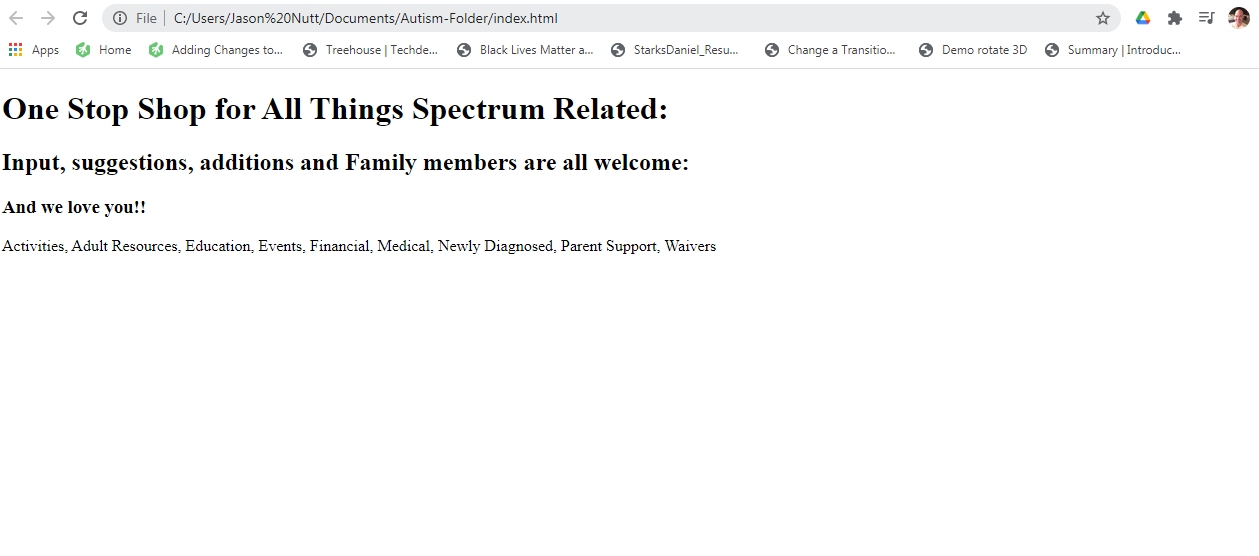 File | C:/Users/Jason%20Nutt/Documents/Autism-Folder/index.html
Apps Home Adding Changes to... Treehouse | Techde... Black Lives Matter a... StarksDaniel_Resu... Change a Transitio... Demo rotate 3D Summary | Introduc...
One Stop Shop for All Things Spectrum Related:
Input, suggestions, additions and Family members are all welcome:
And we love you!!
Activities, Adult Resources, Education, Events, Financial, Medical, Newly Diagnosed, Parent Support, Waivers